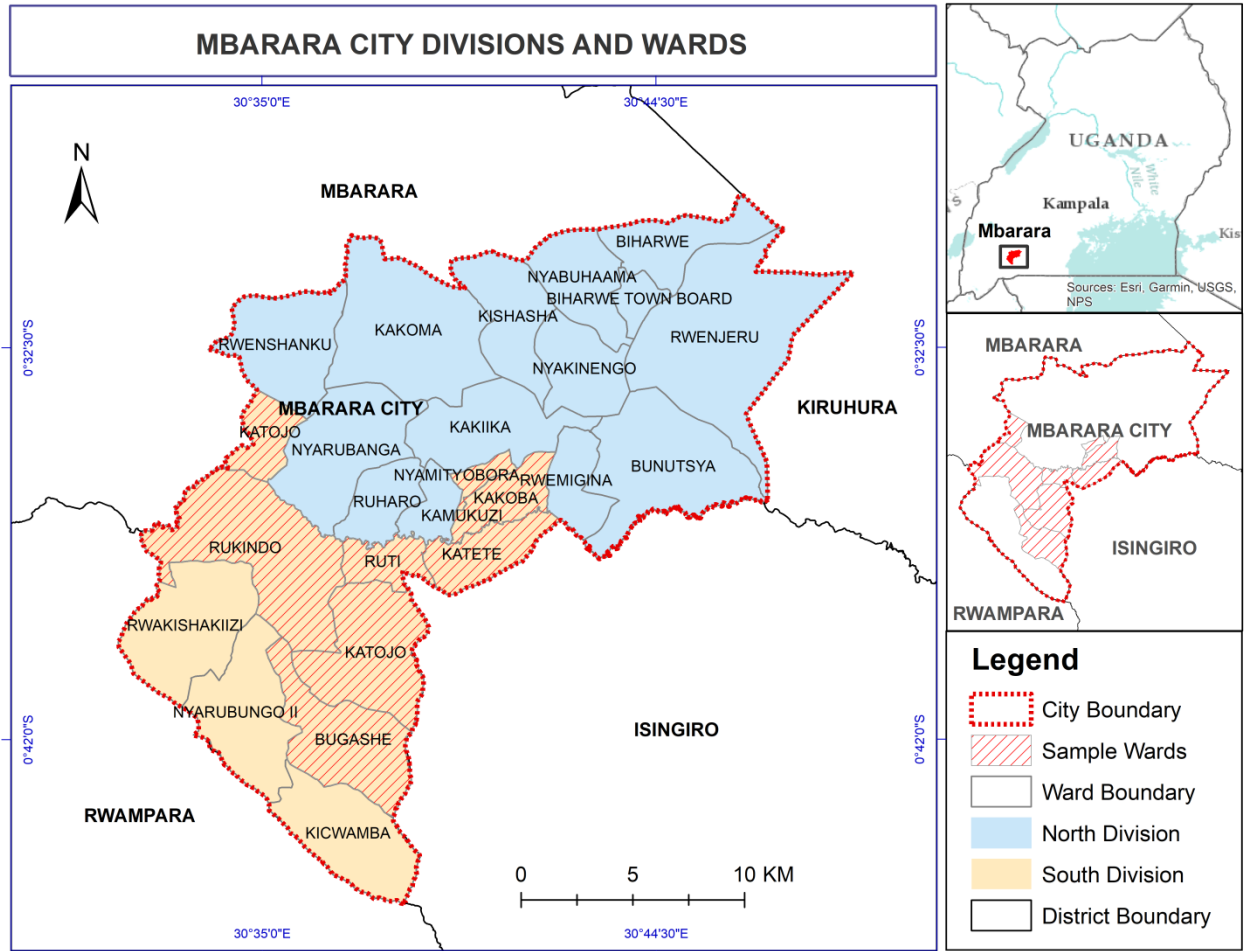 MBARARA CITY DIVISIONS AND WARDS
30°35'0"E
30°44'30"E
N
MBARARA
BIHARWE
NYABUHAAMA
BIHARWE TOWN BOARD
KISHASHA
KAKOMA
RWENJERU
RWENSHANKU
0°32'30"S
0°32'30"S
NYAKINENGO
MBARARA CITY
KIRUHURA
KATOJO
KAKIIKA
NYARUBANGA
BUNUTSYA
NYAMITYOBORA
RWEMIGINA
RUHARO
KAKOBA
KAMUKUZI
RUKINDO
RUTI
KATETE
RWAKISHAKIIZI
KATOJO
NYARUBUNGO II
ISINGIRO
BUGASHE
0°42'0"S
0°42'0"S
RWAMPARA
KICWAMBA
0
5
10 KM
30°35'0"E
30°44'30"E
UGANDA
White
Nile
Kampala
Mbarara
Kis
AS
Sources: Esri, Garmin, USGS,
NPS
MBARARA
MBARARA CITY
ISINGIRO
RWAMPARA
Legend
City Boundary
Sample Wards
Ward Boundary
North Division
South Division
District Boundary